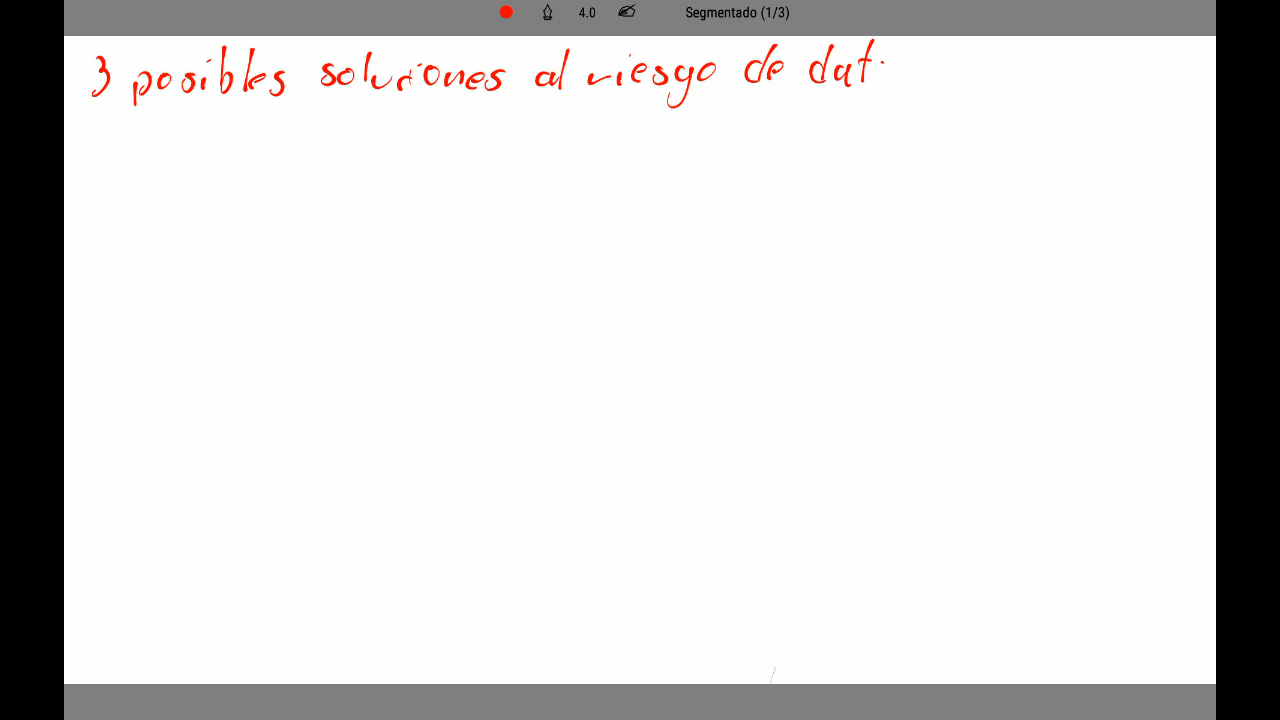 4.0 Segmentado (1/3)
3 posibles soluciones al riesgo de dat